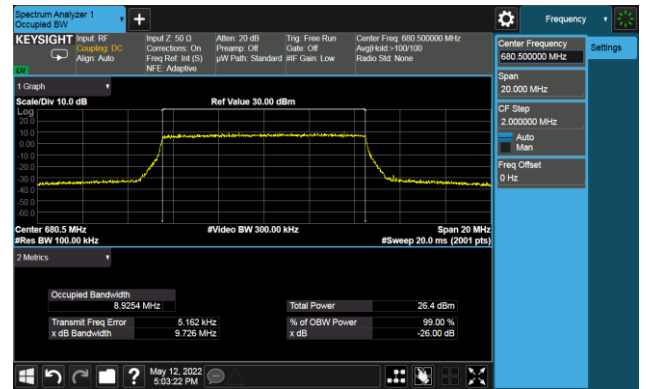 Spectrum Analyzer 1
Occupied BW
Frequency
KEYSIGHT
Input: RF
Coupling: DC
Align: Auto
Input Z: 50 Ω
Corrections: On
Freq Ref: Int (S)
NFE: Adaptive
Atten: 20 dB
Preamp: Off
µW Path: Standard
Trig: Free Run
Gate: Off
#IF Gain: Low
Center Freq: 680.500000 MHz
Avg|Hold:>100/100
Radio Std: None
Center Frequency
680.500000 MHz
Settings
Span
20.000 MHz
CF Step
2.000000 MHz
Auto
Man
Freq Offset
0 Hz
1 Graph
Scale/Div 10.0 dB
Ref Value 30.00 dBm
Log
20.0
10.0
0.00
-10.0
-20.0
-30.0
-40.0
-50.0
-60.0
Center 680.5 MHz
#Video BW 300.00 kHz
Span 20 MHz
#Res BW 100.00 kHz
#Sweep 20.0 ms (2001 pts)
2 Metrics
Occupied Bandwidth
8.9254 MHz
Total Power
26.4 dBm
Transmit Freq Error
5.162 kHz
% of OBW Power
99.00 %
x dB Bandwidth
9.726 MHz
x dB
-26.00 dB
?
May 12, 2022
5:03:22 PM